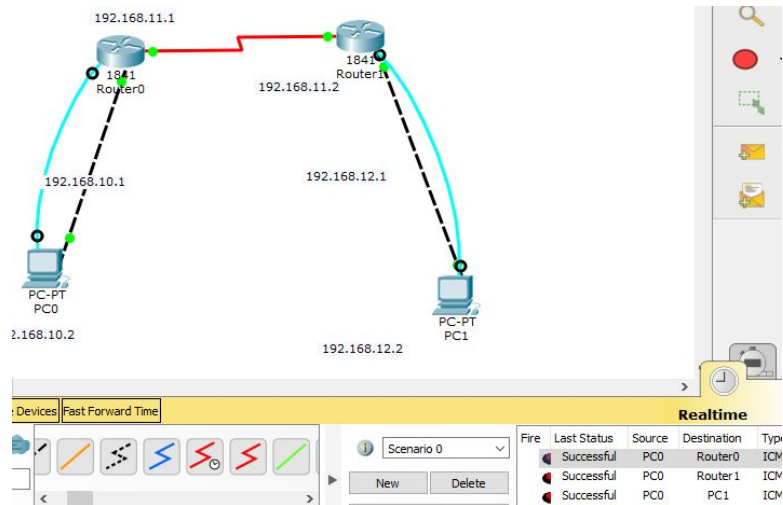 192.168.11.1
1841
Router0
1841
Router1
192.168.11.2
192.168.10.1
192.168.12.1
PC-PT
PC0
2.168.10.2
PC-PT
PC1
192.168.12.2
Devices Fast Forward Time
Realtime
Scenario 0
New Delete
Fire Last Status Source Destination Type
Successful PC0 Router0 ICM
Successful PC0 Router1 ICM
Successful PC0 PC1 ICM